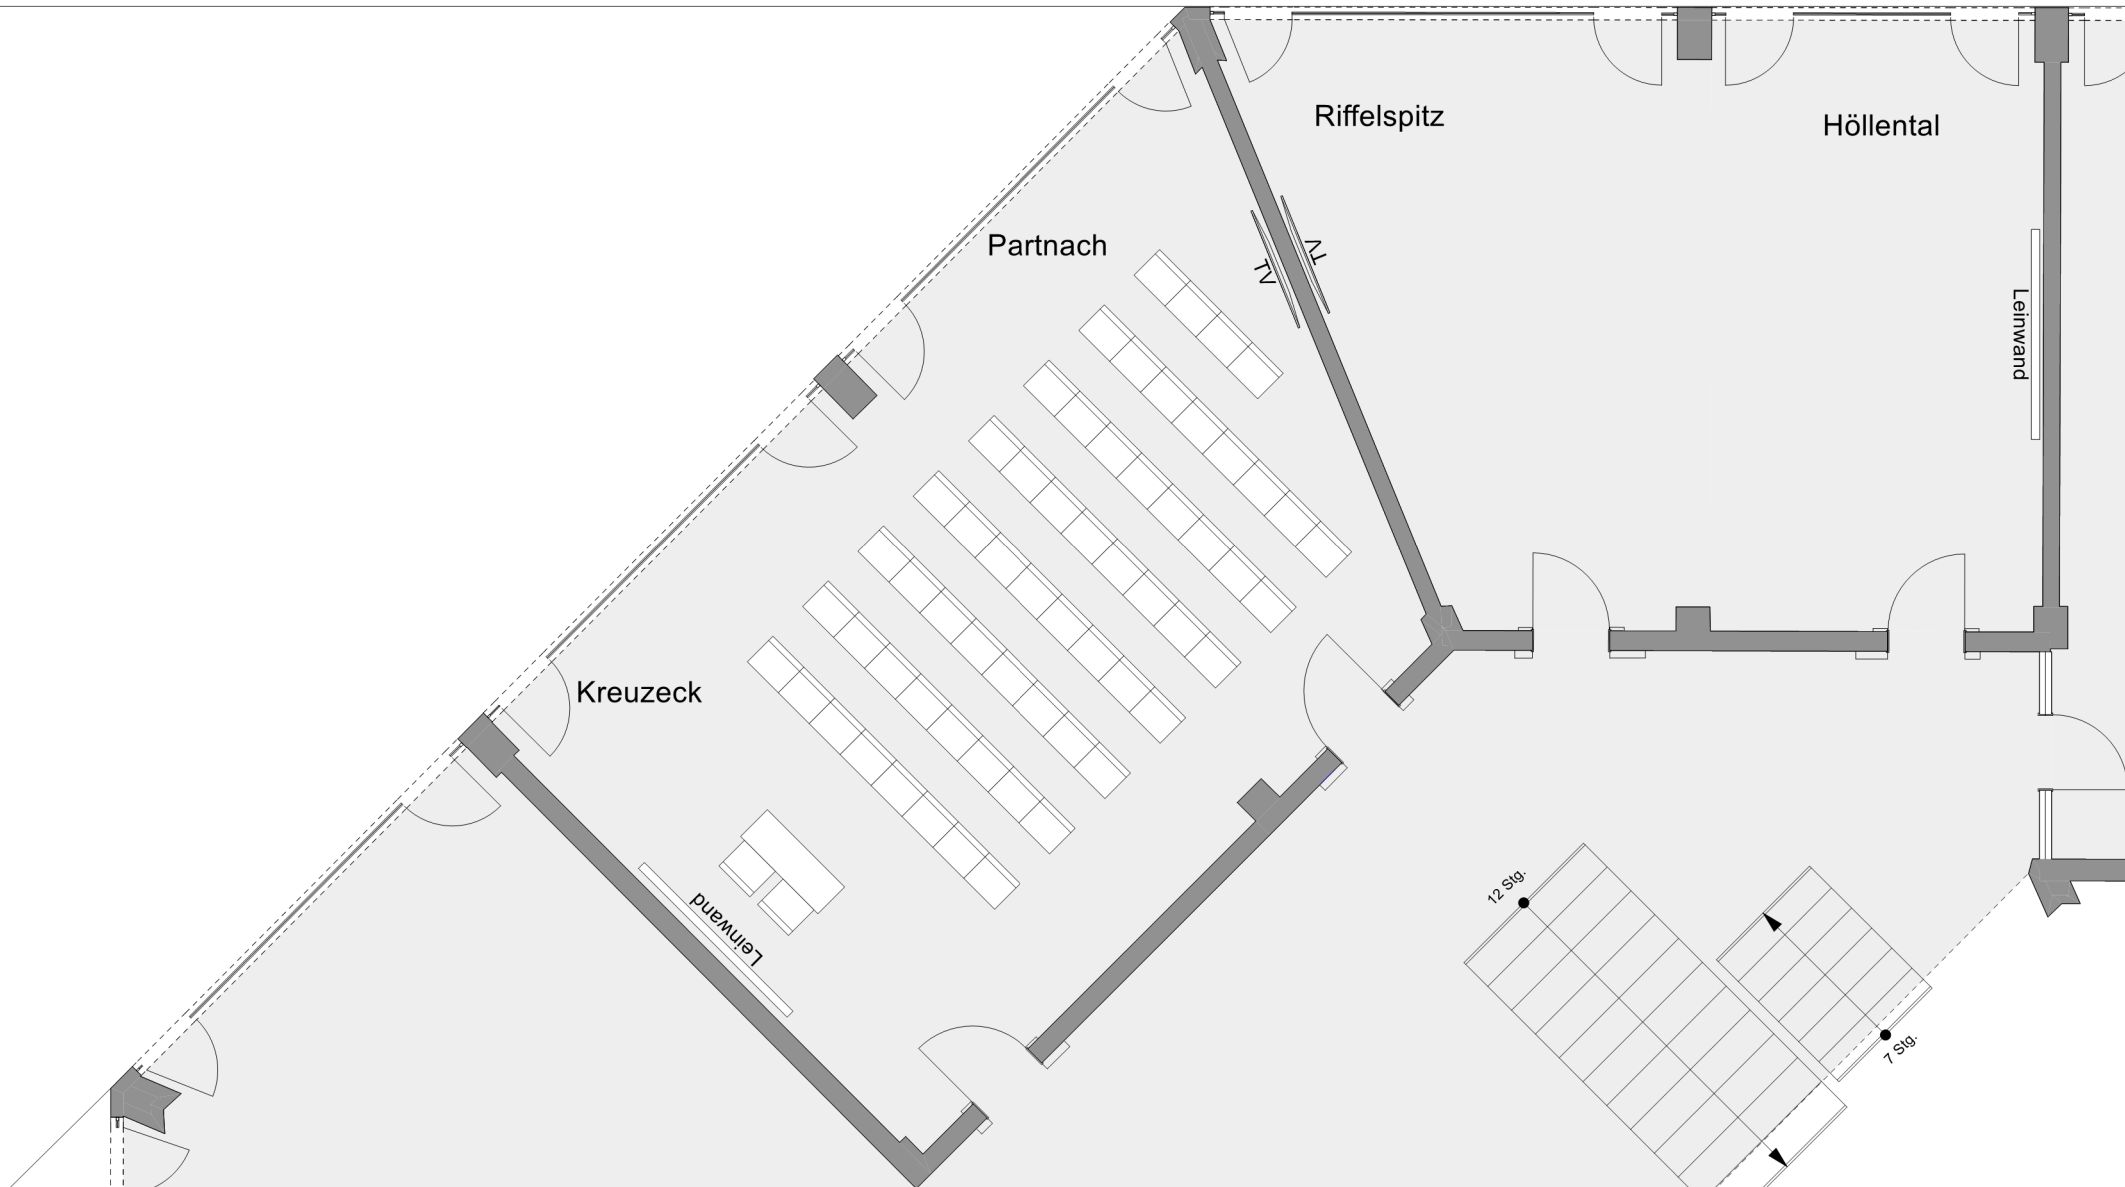 Riffelspitz
Höllental
Partnach
TV
TV
Leinwand
Kreuzeck
Leinwand
12 Stg.
7 Stg.